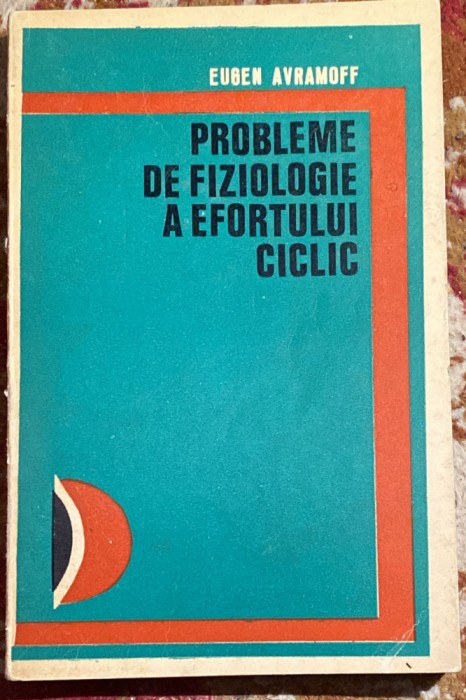 EUGEN AVRAMOFF
PROBLEME
DE FIZIOLOGIE
A EFORTULUI
CICLIC